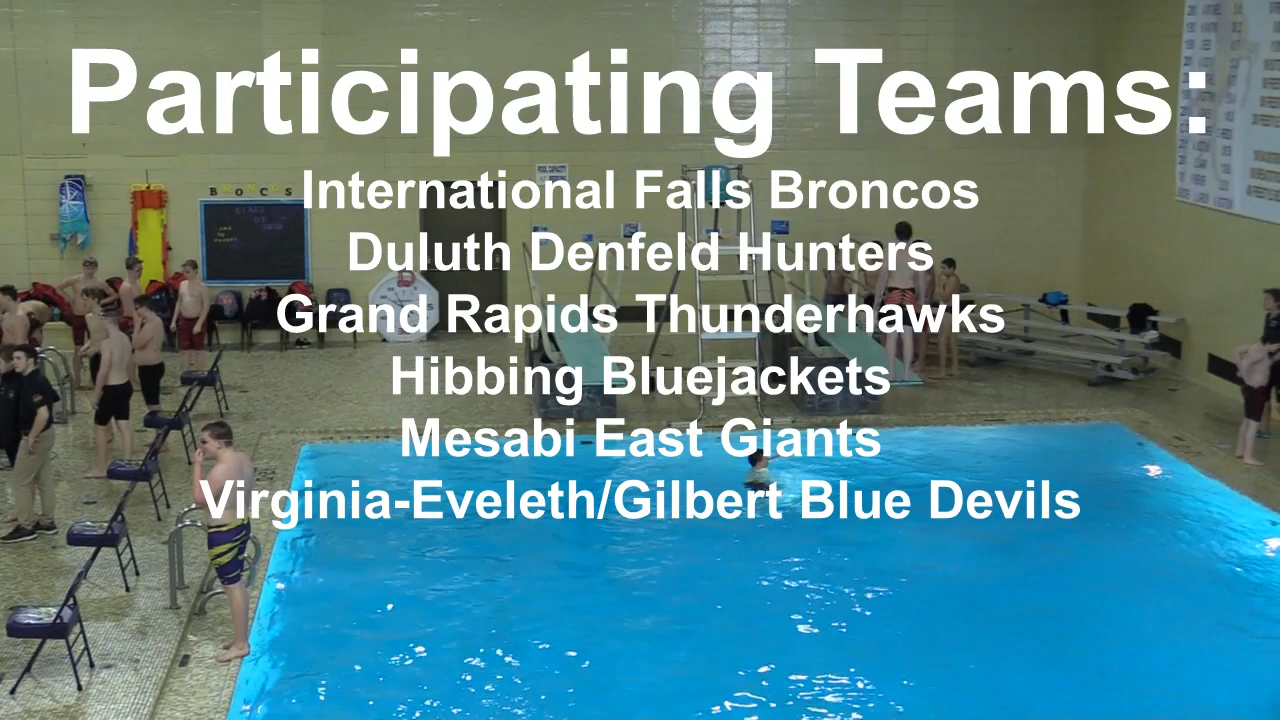 Participating Teams:
International Falls Broncos
Duluth Denfeld Hunters
Grand Rapids Thunderhawks
Hibbing Bluejackets
Mesabi East Giants
Virginia-Eveleth/Gilbert Blue Devils
BRONCOS